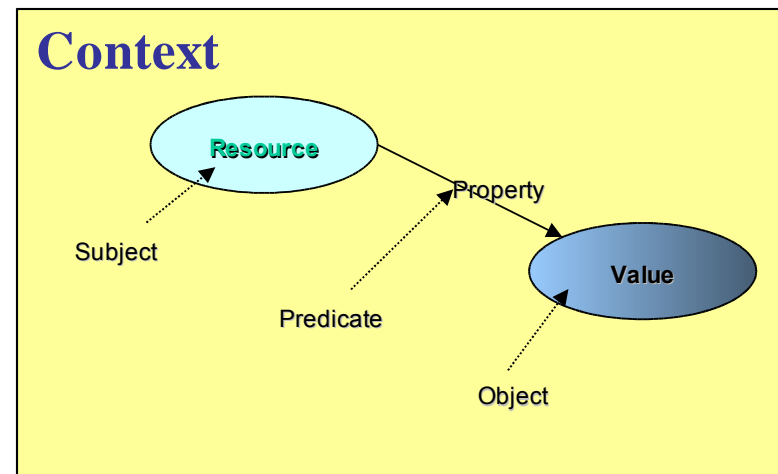 Context
Resource
Property
Subject
Value
Predicate
Object